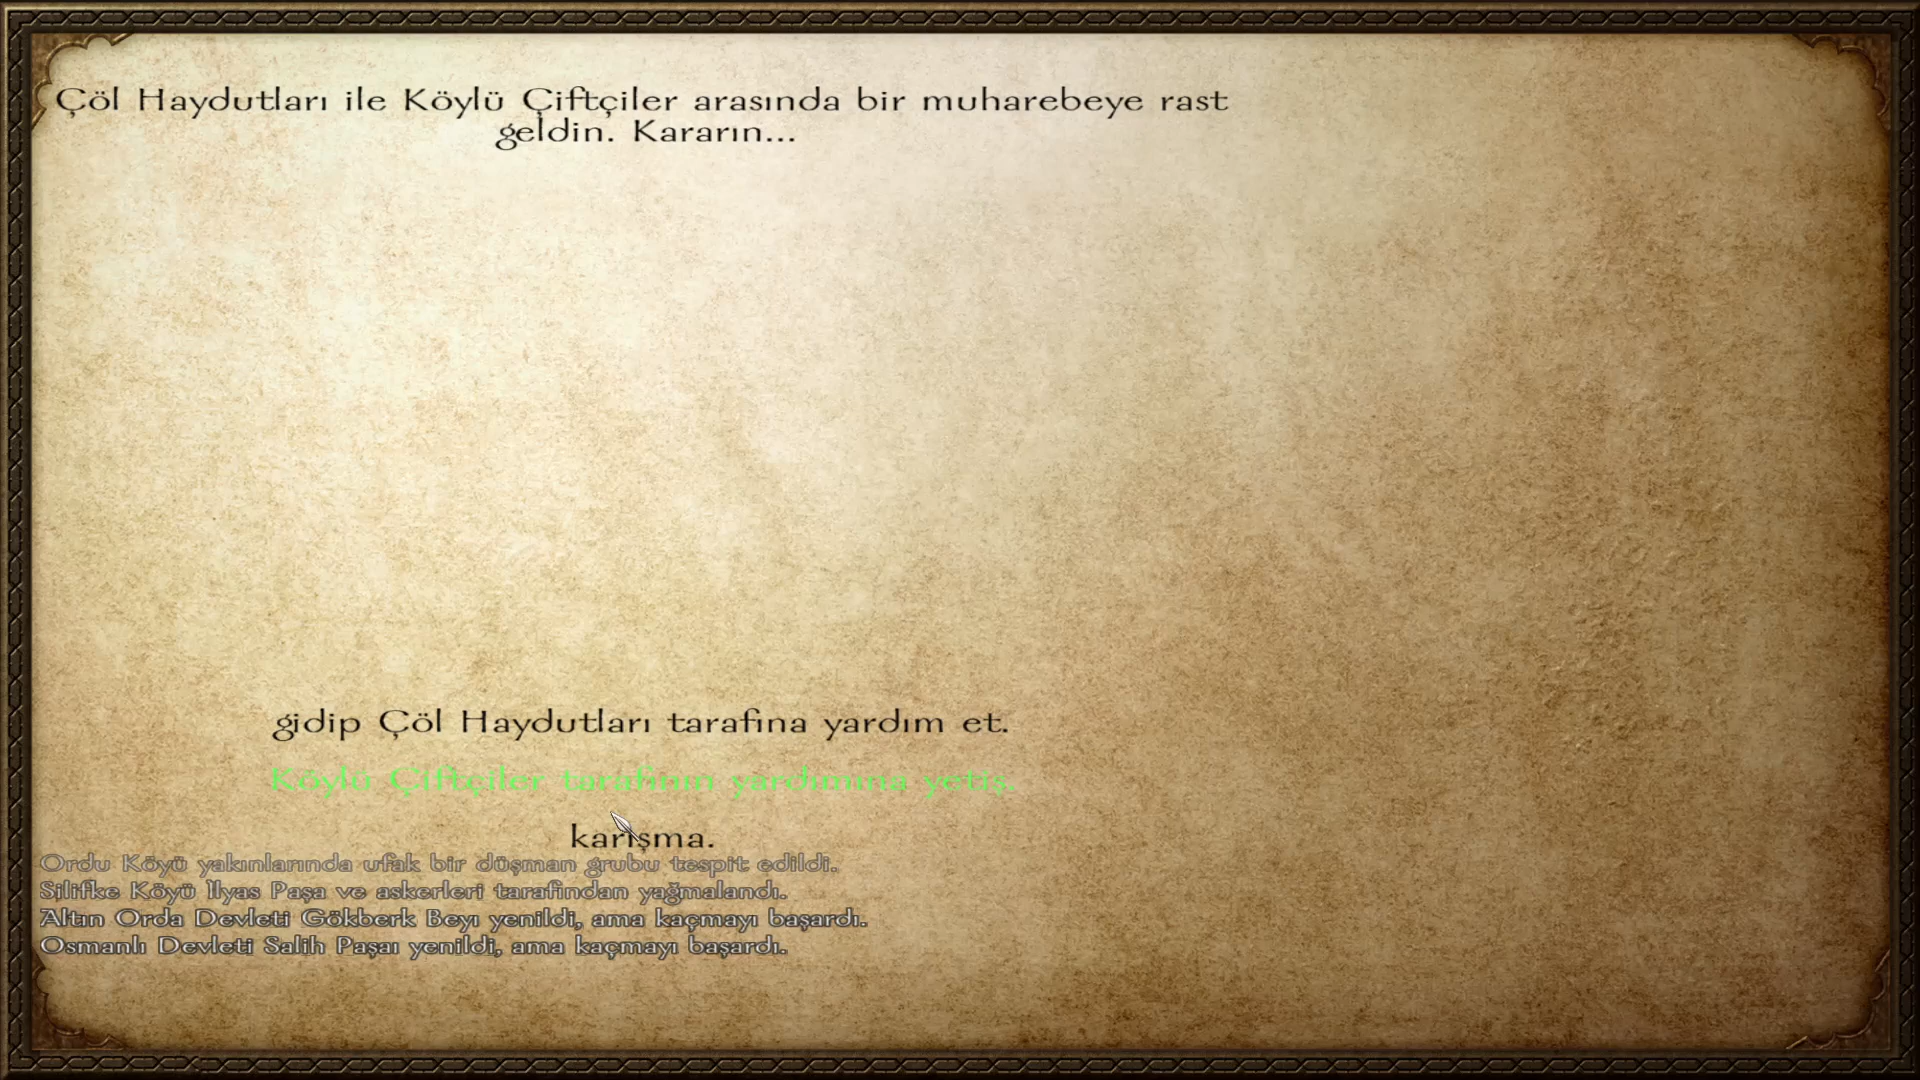 Çöl Haydutları ile Köylü Çiftçiler arasında bir muharebeye rast
geldin. Kararın...
gidip Çöl Haydutları tarafına yardım et.
Köylü Çiftçiler tarafının yardımına yetiş.
karışma.
Ordu Köyü yakınlarında ufak bir düşman grubu tespit edildi.
Silifke Köyü İlyas Paşa ve askerleri tarafından yağmalandı.
Altın Orda Devleti Gökberk Beyı yenildi, ama kaçmayı başardı.
Osmanlı Devleti Salih Paşaı yenildi, ama kaçmayı başardı.